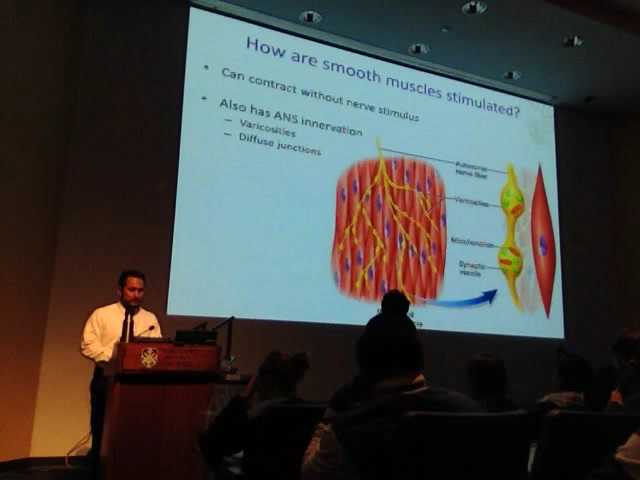 How are smooth muscles stimulated?
• Can contract without nerve stimulus
• Also has ANS innervation
– Varicosities
– Diffuse junctions
Autonomic
nerve fiber
Varicosities
Mitochondrion
Synaptic
vesicle